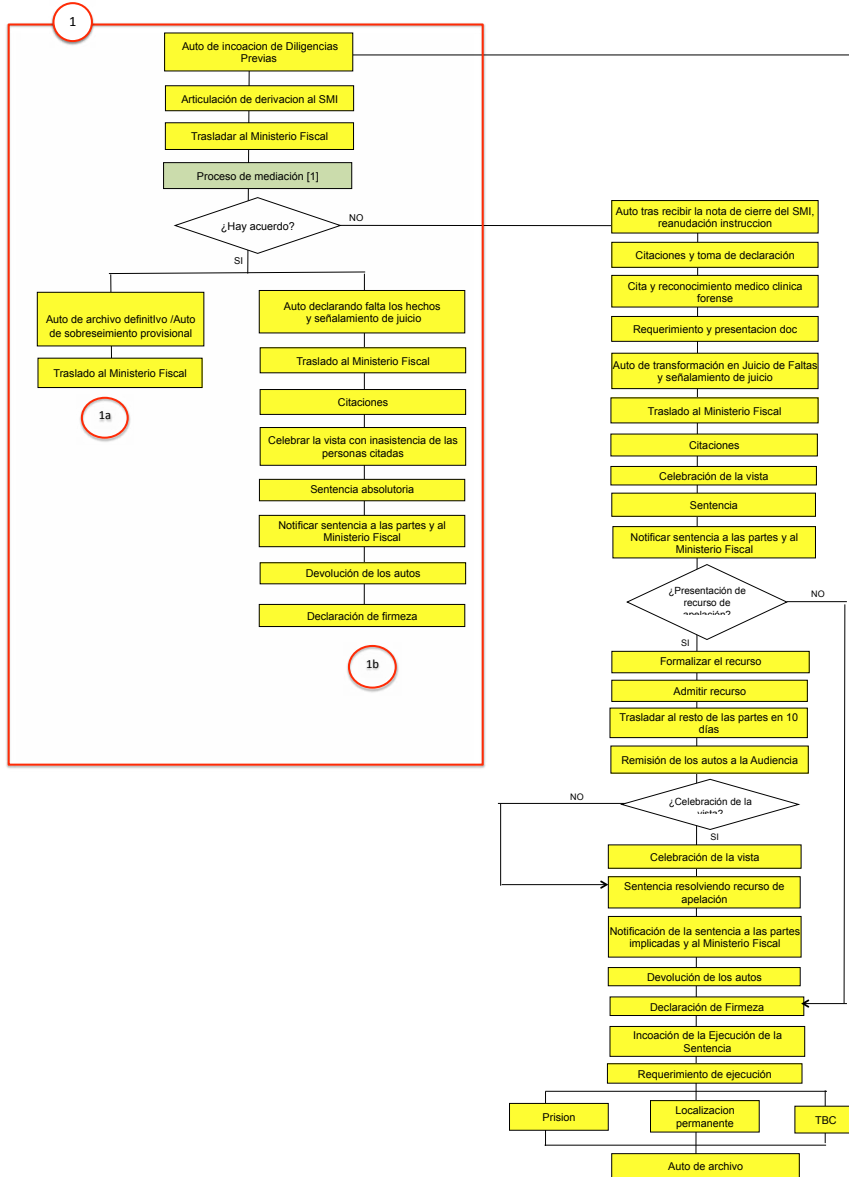 1
Auto de incoacion de Diligencias
Previas
Articulación de derivacion al SMI
Trasladar al Ministerio Fiscal
Proceso de mediación [1]
¿Hay acuerdo?
NO
SI
Auto de archivo definitivo /Auto
de sobreseimiento provisional
Traslado al Ministerio Fiscal
1a
Auto declarando falta los hechos
y señalamiento de juicio
Traslado al Ministerio Fiscal
Citaciones
Celebrar la vista con inasistencia de las
personas citadas
Sentencia absolutoria
Notificar sentencia a las partes y al
Ministerio Fiscal
Devolución de los autos
Declaración de firmeza
1b
Auto tras recibir la nota de cierre del SMI,
reanudación instruccion
Citaciones y toma de declaración
Cita y reconocimiento medico clinica
forense
Requerimiento y presentacion doc
Auto de transformación en Juicio de Faltas
y señalamiento de juicio
Traslado al Ministerio Fiscal
Citaciones
Celebración de la vista
Sentencia
Notificar sentencia a las partes y al
Ministerio Fiscal
¿Presentación de
recurso de
apelación?
NO
SI
Formalizar el recurso
Admitir recurso
Trasladar al resto de las partes en 10
días
Remisión de los autos a la Audiencia
¿Celebración de la
vista?
NO
SI
Celebración de la vista
Sentencia resolviendo recurso de
apelación
Notificación de la sentencia a las partes
implicadas y al Ministerio Fiscal
Devolución de los autos
Declaración de Firmeza
Incoación de la Ejecución de la
Sentencia
Requerimiento de ejecución
Prision
Localizacion
permanente
TBC
Auto de archivo